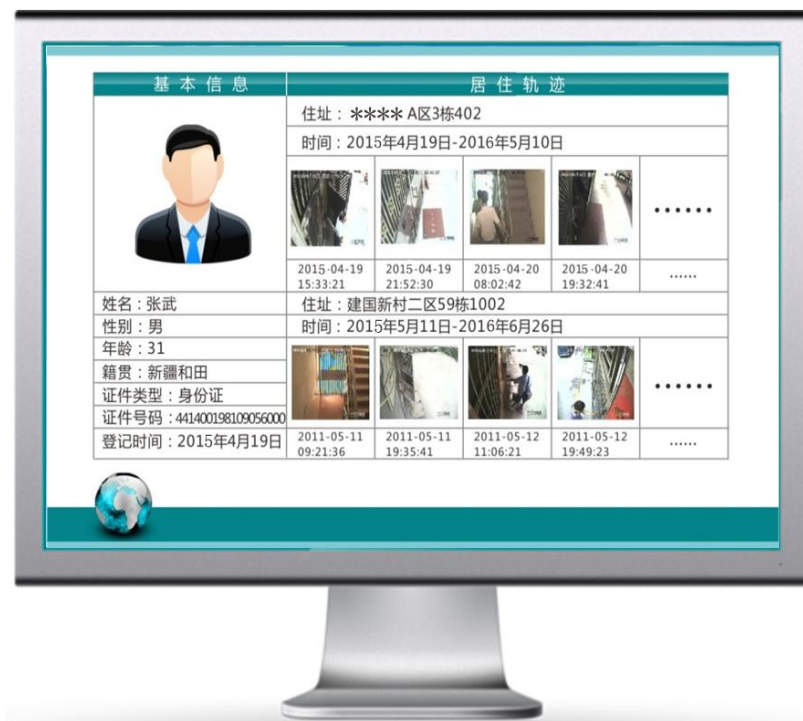 基本信息
居住轨迹
住址：**** A区3栋402
时间：2015年4月19日-2016年5月10日
2015-04-19 15:33:21
2015-04-19 21:52:30
2015-04-20 08:02:42
2015-04-20 19:32:41
......
姓名：张武
性别：男
年龄：31
籍贯：新疆和田
证件类型：身份证
证件号码：441400198109056000
登记时间：2015年4月19日
住址：建国新村二区59栋1002
时间：2015年5月11日-2016年6月26日
2011-05-11 09:21:36
2011-05-11 19:35:41
2011-05-12 11:06:21
2011-05-12 19:49:23
......